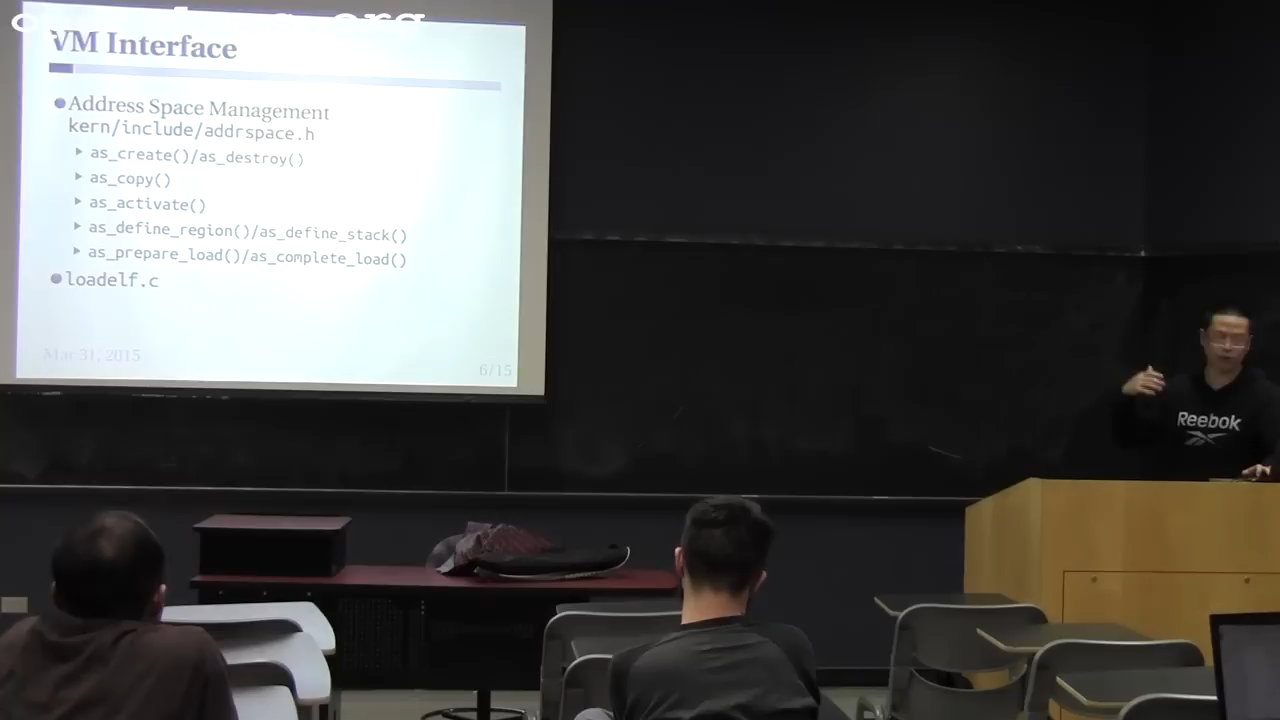 VM Interface
Address Space Management
kern/include/addrspace.h
as_create()/as_destroy()
as_copy()
as_activate()
as_define_region()/as_define_stack()
as_prepare_load()/as_complete_load()
loadelf.c
Mar 31, 2015
6/15
Reebok